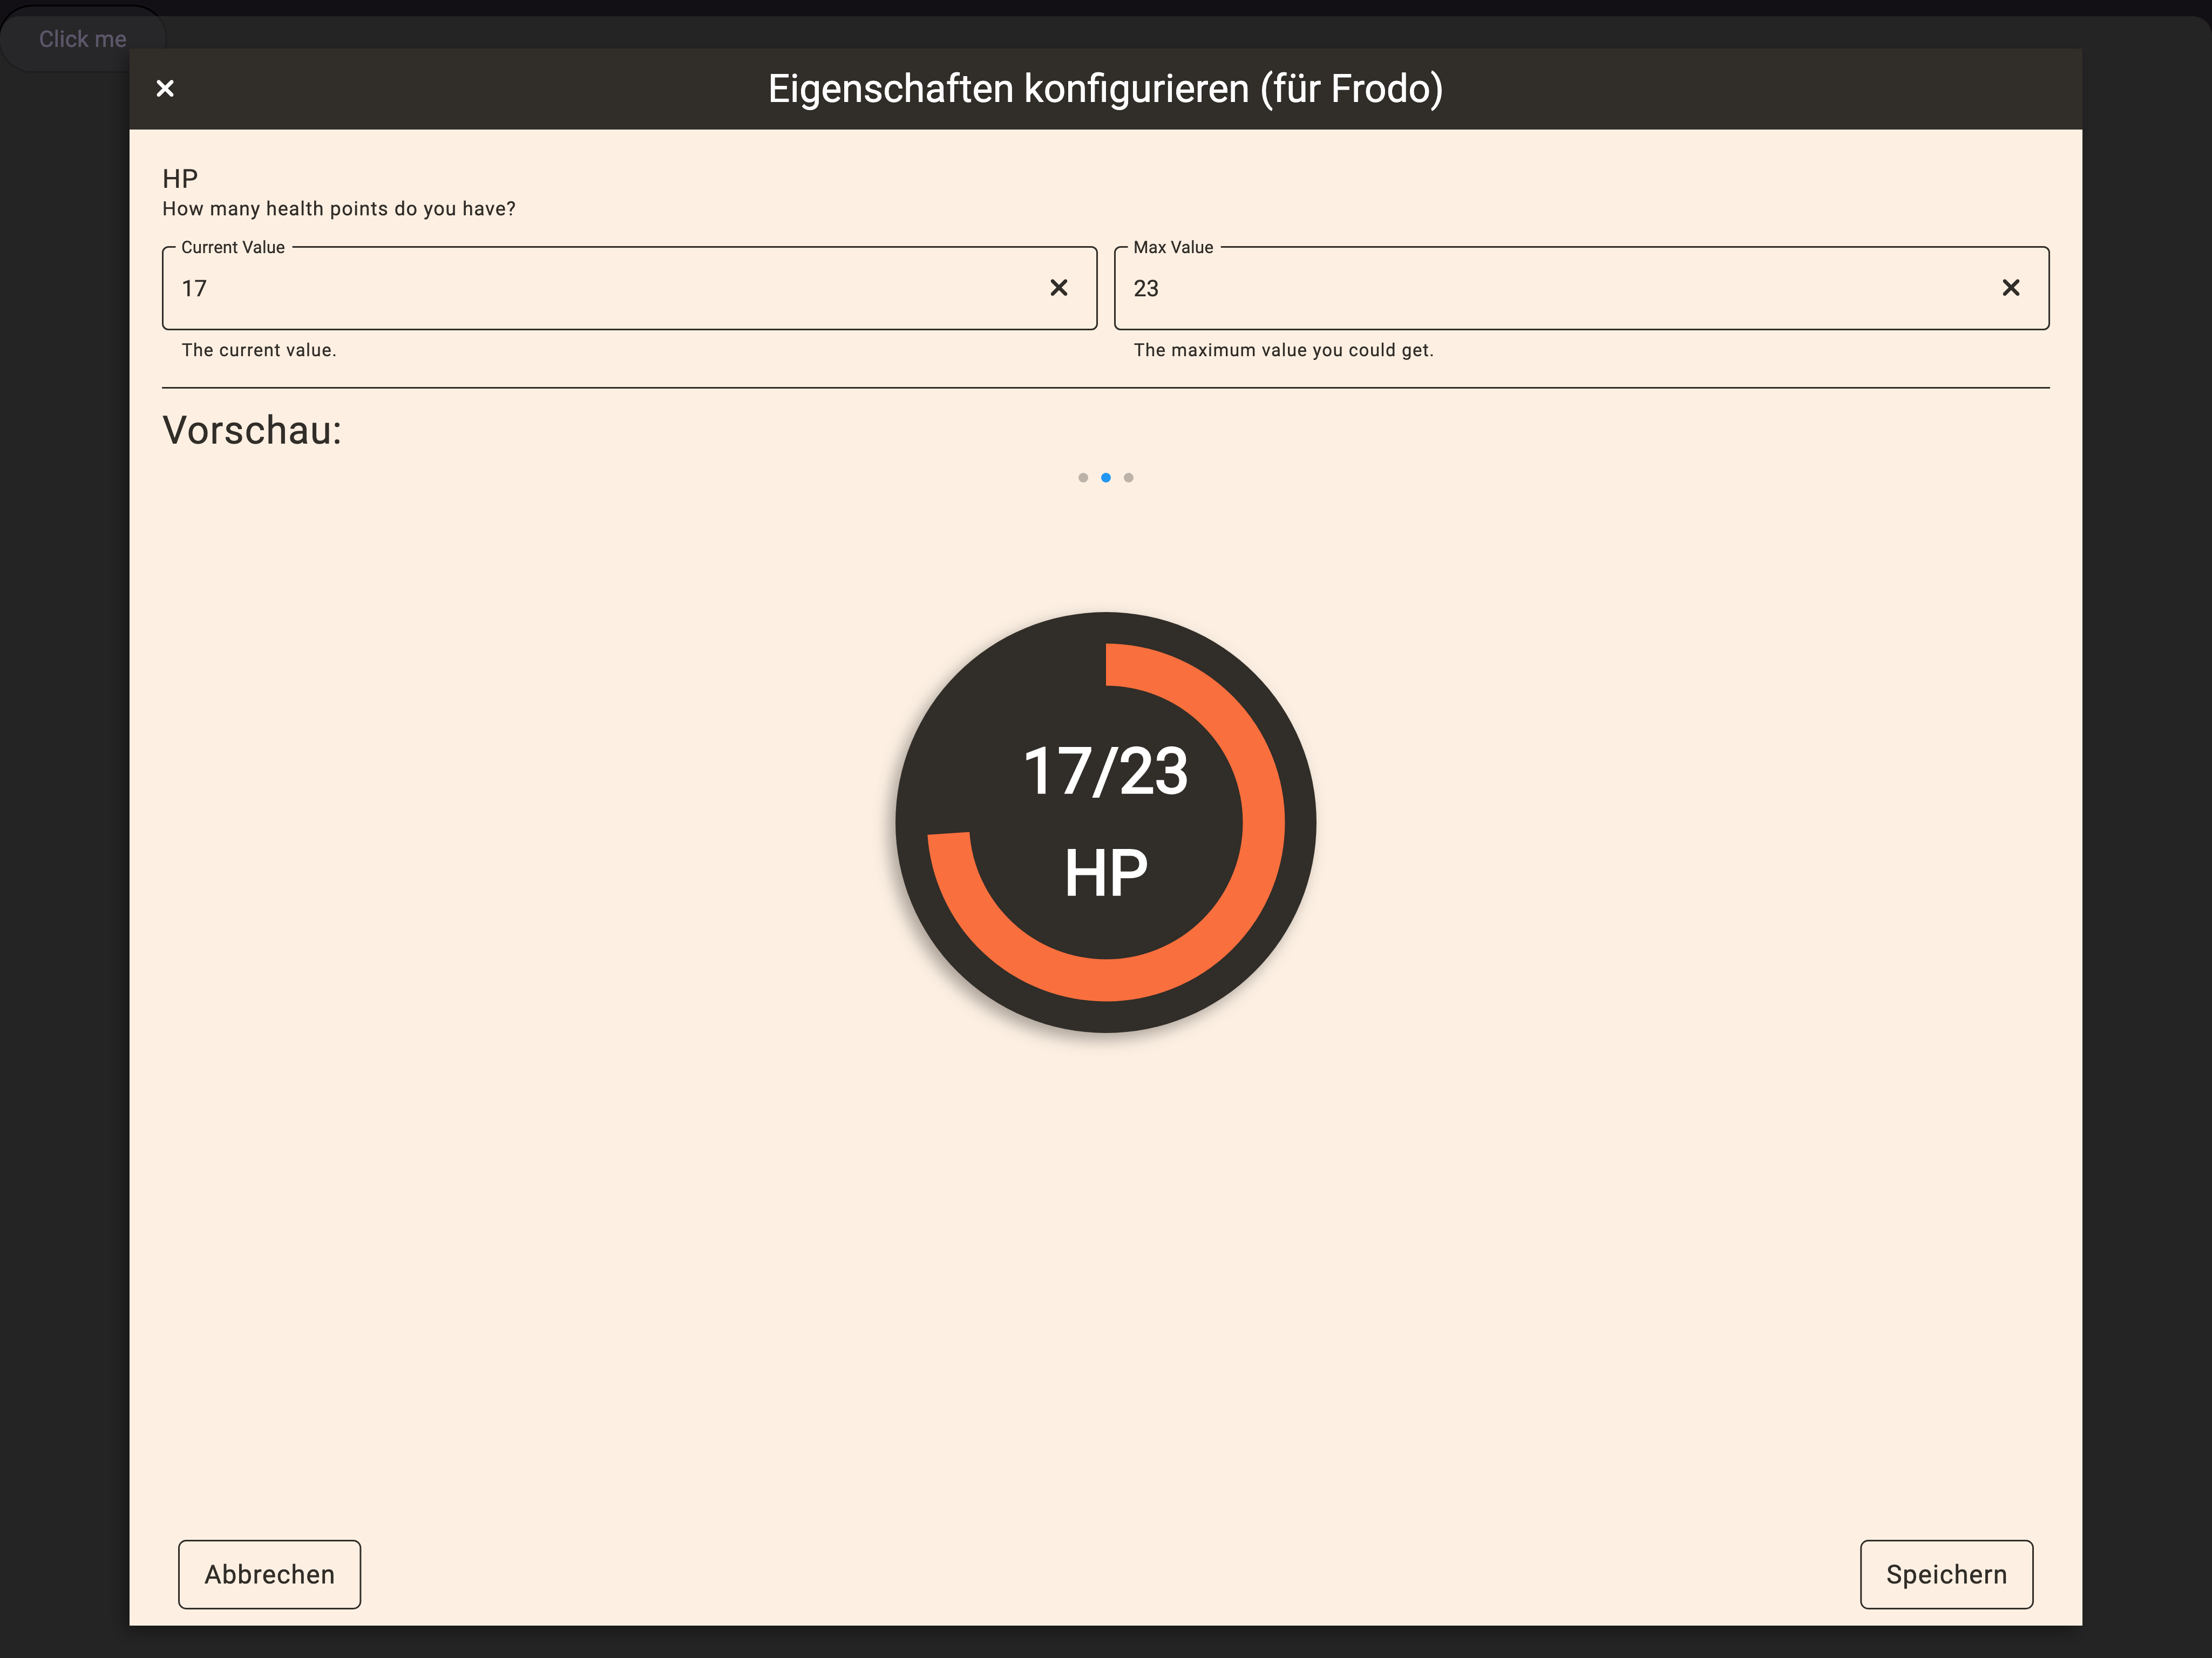 Click me
Eigenschaften konfigurieren (für Frodo)
HP
How many health points do you have?
Current Value
Max Value
17
23
The current value.
The maximum value you could get.
Vorschau:
17/23
HP
Abbrechen
Speichern